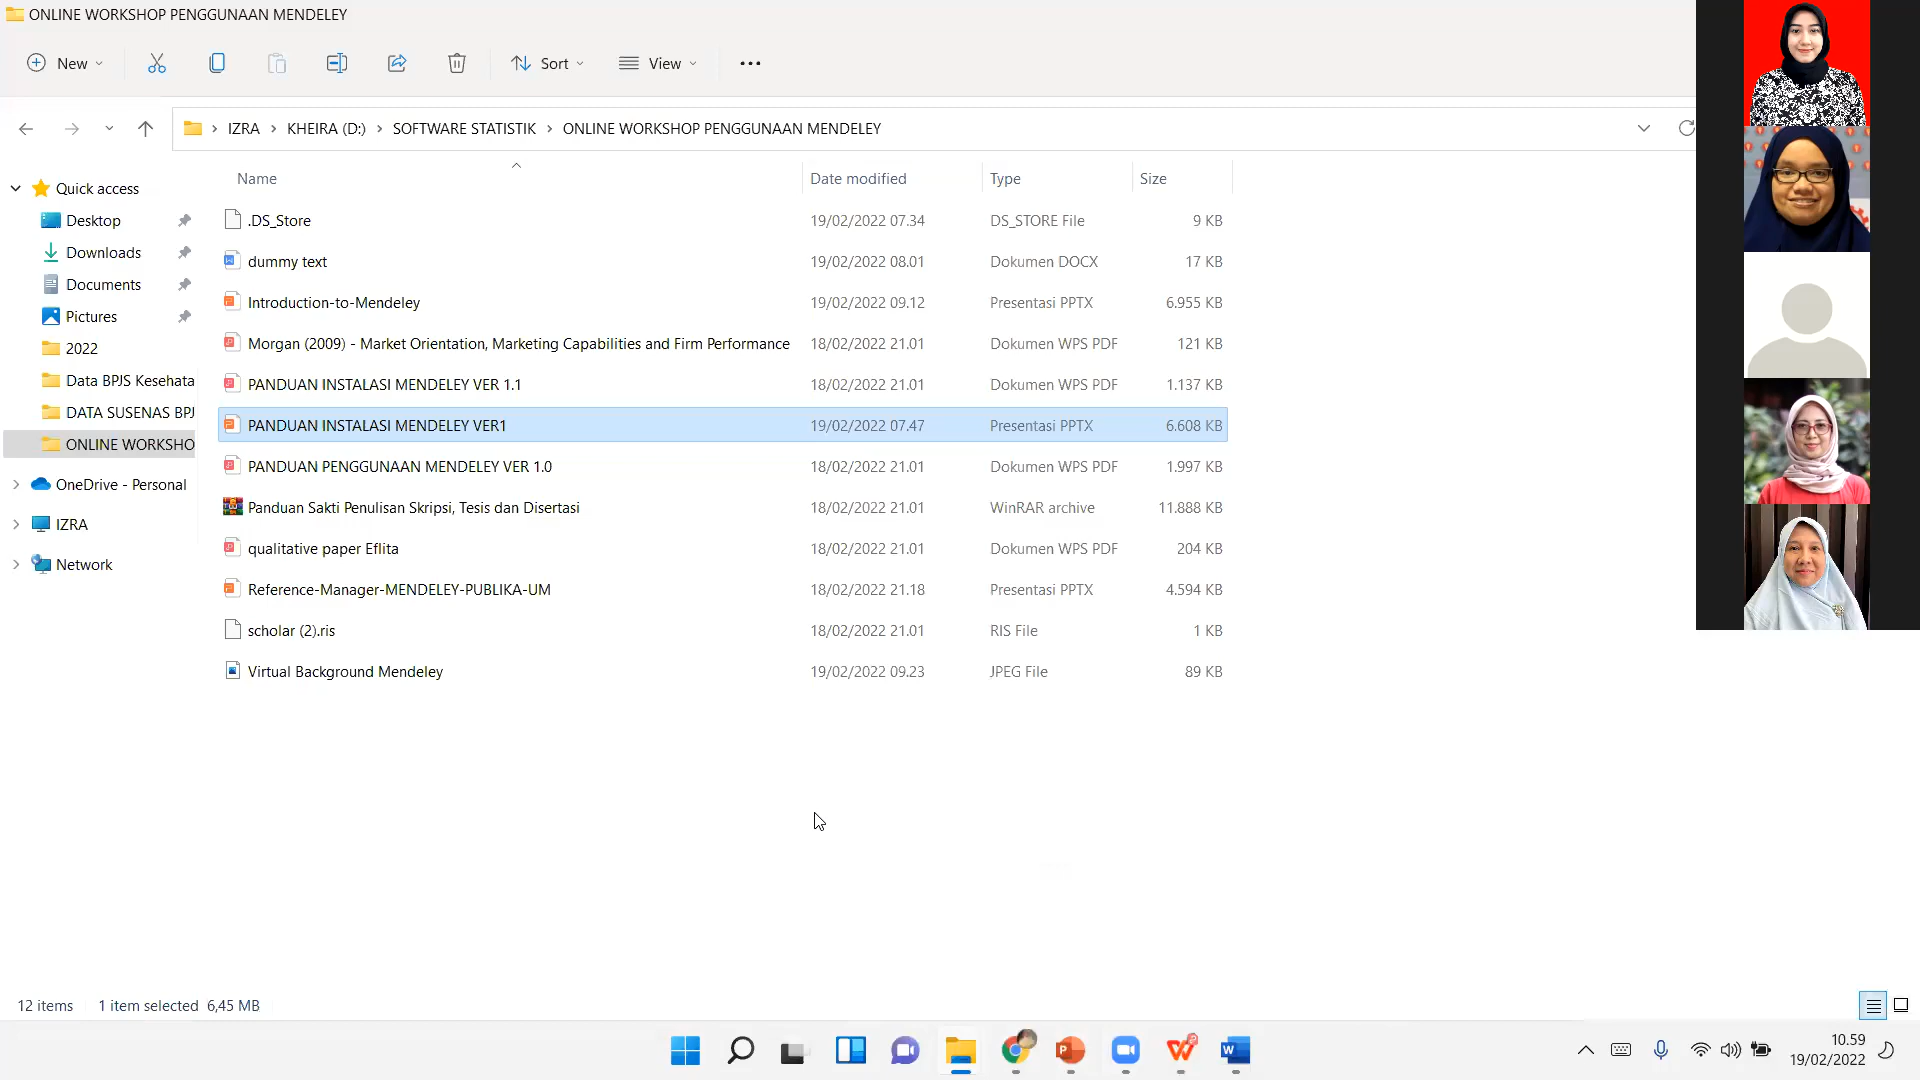 ONLINE WORKSHOP PENGGUNAAN MENDELEY
New
Sort
View
IZRA > KHEIRA (D:) > SOFTWARE STATISTIK > ONLINE WORKSHOP PENGGUNAAN MENDELEY
Name Date modified Type Size
Quick access
Desktop
Downloads
Documents
Pictures
2022
Data BPJS Kesehata
DATA SUSENAS BPJ
ONLINE WORKSHO
OneDrive - Personal
IZRA
Network
.DS_Store 19/02/2022 07.34 DS_STORE File 9 KB
dummy text 19/02/2022 08.01 Dokumen DOCX 17 KB
Introduction-to-Mendeley 19/02/2022 09.12 Presentasi PPTX 6.955 KB
Morgan (2009) - Market Orientation, Marketing Capabilities and Firm Performance 18/02/2022 21.01 Dokumen WPS PDF 121 KB
PANDUAN INSTALASI MENDELEY VER 1.1 18/02/2022 21.01 Dokumen WPS PDF 1.137 KB
PANDUAN INSTALASI MENDELEY VER1 19/02/2022 07.47 Presentasi PPTX 6.608 KB
PANDUAN PENGGUNAAN MENDELEY VER 1.0 18/02/2022 21.01 Dokumen WPS PDF 1.997 KB
Panduan Sakti Penulisan Skripsi, Tesis dan Disertasi 18/02/2022 21.01 WinRAR archive 11.888 KB
qualitative paper Eflita 18/02/2022 21.01 Dokumen WPS PDF 204 KB
Reference-Manager-MENDELEY-PUBLIKA-UM 18/02/2022 21.18 Presentasi PPTX 4.594 KB
scholar (2).ris 18/02/2022 21.01 RIS File 1 KB
Virtual Background Mendeley 19/02/2022 09.23 JPEG File 89 KB
12 items 1 item selected 6,45 MB
10.59
19/02/2022